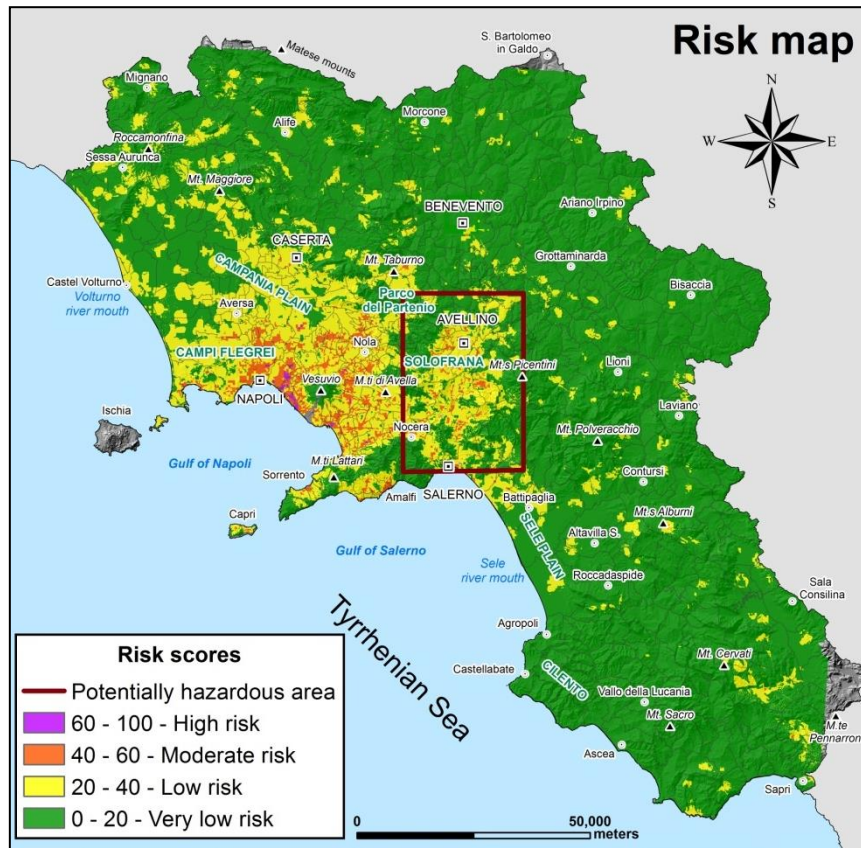 Risk map
S. Bartolomeo
in Galdo
Matese mounts
Mignano
Morcone
Alife
Roccamonfina
Sessa Aurunca
N
W
E
S
Mt. Maggiore
BENEVENTO
Ariano Irpino
CASERTA
Mt. Taburno
Grottaminarda
CAMPANIA PLAIN
Castel Volturno
Volturno
river mouth
Bisaccia
Parco
del Partenio
Aversa
AVELLINO
CAMPI FLEGREI
Nola
SOLOFRANA
Mt.s Picentini
Lioni
Vesuvio
M.ti di Avella
NAPOLI
Ischia
Laviano
Nocera
Mt. Polveracchio
Gulf of Napoli
M.ti Lattari
Sorrento
SALERNO
Contursi
Amalfi
Battipaglia
Capri
Mt.s Alburni
SELE PLAIN
Altavilla S.
Gulf of Salerno
Sele
river mouth
Roccadaspide
Sala
Consilina
Tyrrhenian Sea
Agropoli
Mt. Cervati
Castellabate
CILENTO
Vallo della Lucania
Mt. Sacro
M.te
Pennarron
Ascea
Sapri
Risk scores
Potentially hazardous area
60 - 100 - High risk
40 - 60 - Moderate risk
20 - 40 - Low risk
0 - 20 - Very low risk
0
50,000
meters